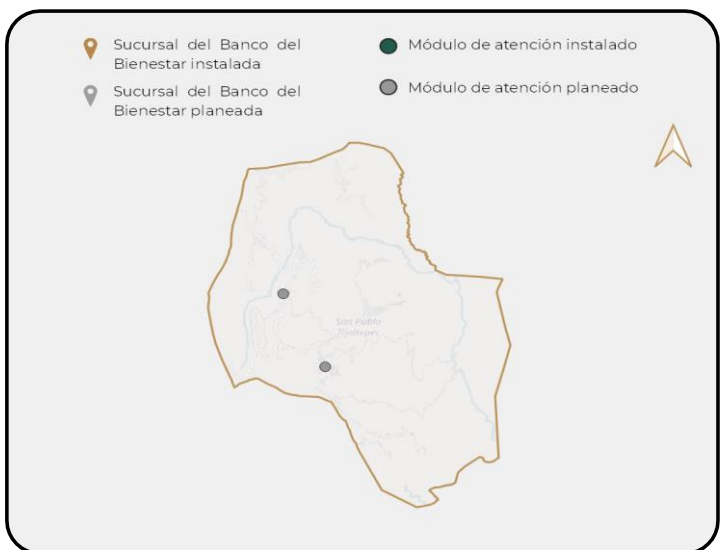 Sucursal del Banco del
Bienestar instalada
Sucursal del Banco del
Bienestar planeada
Módulo de atención instalado
Módulo de atención planeado
San Pablo
Tijaltepec